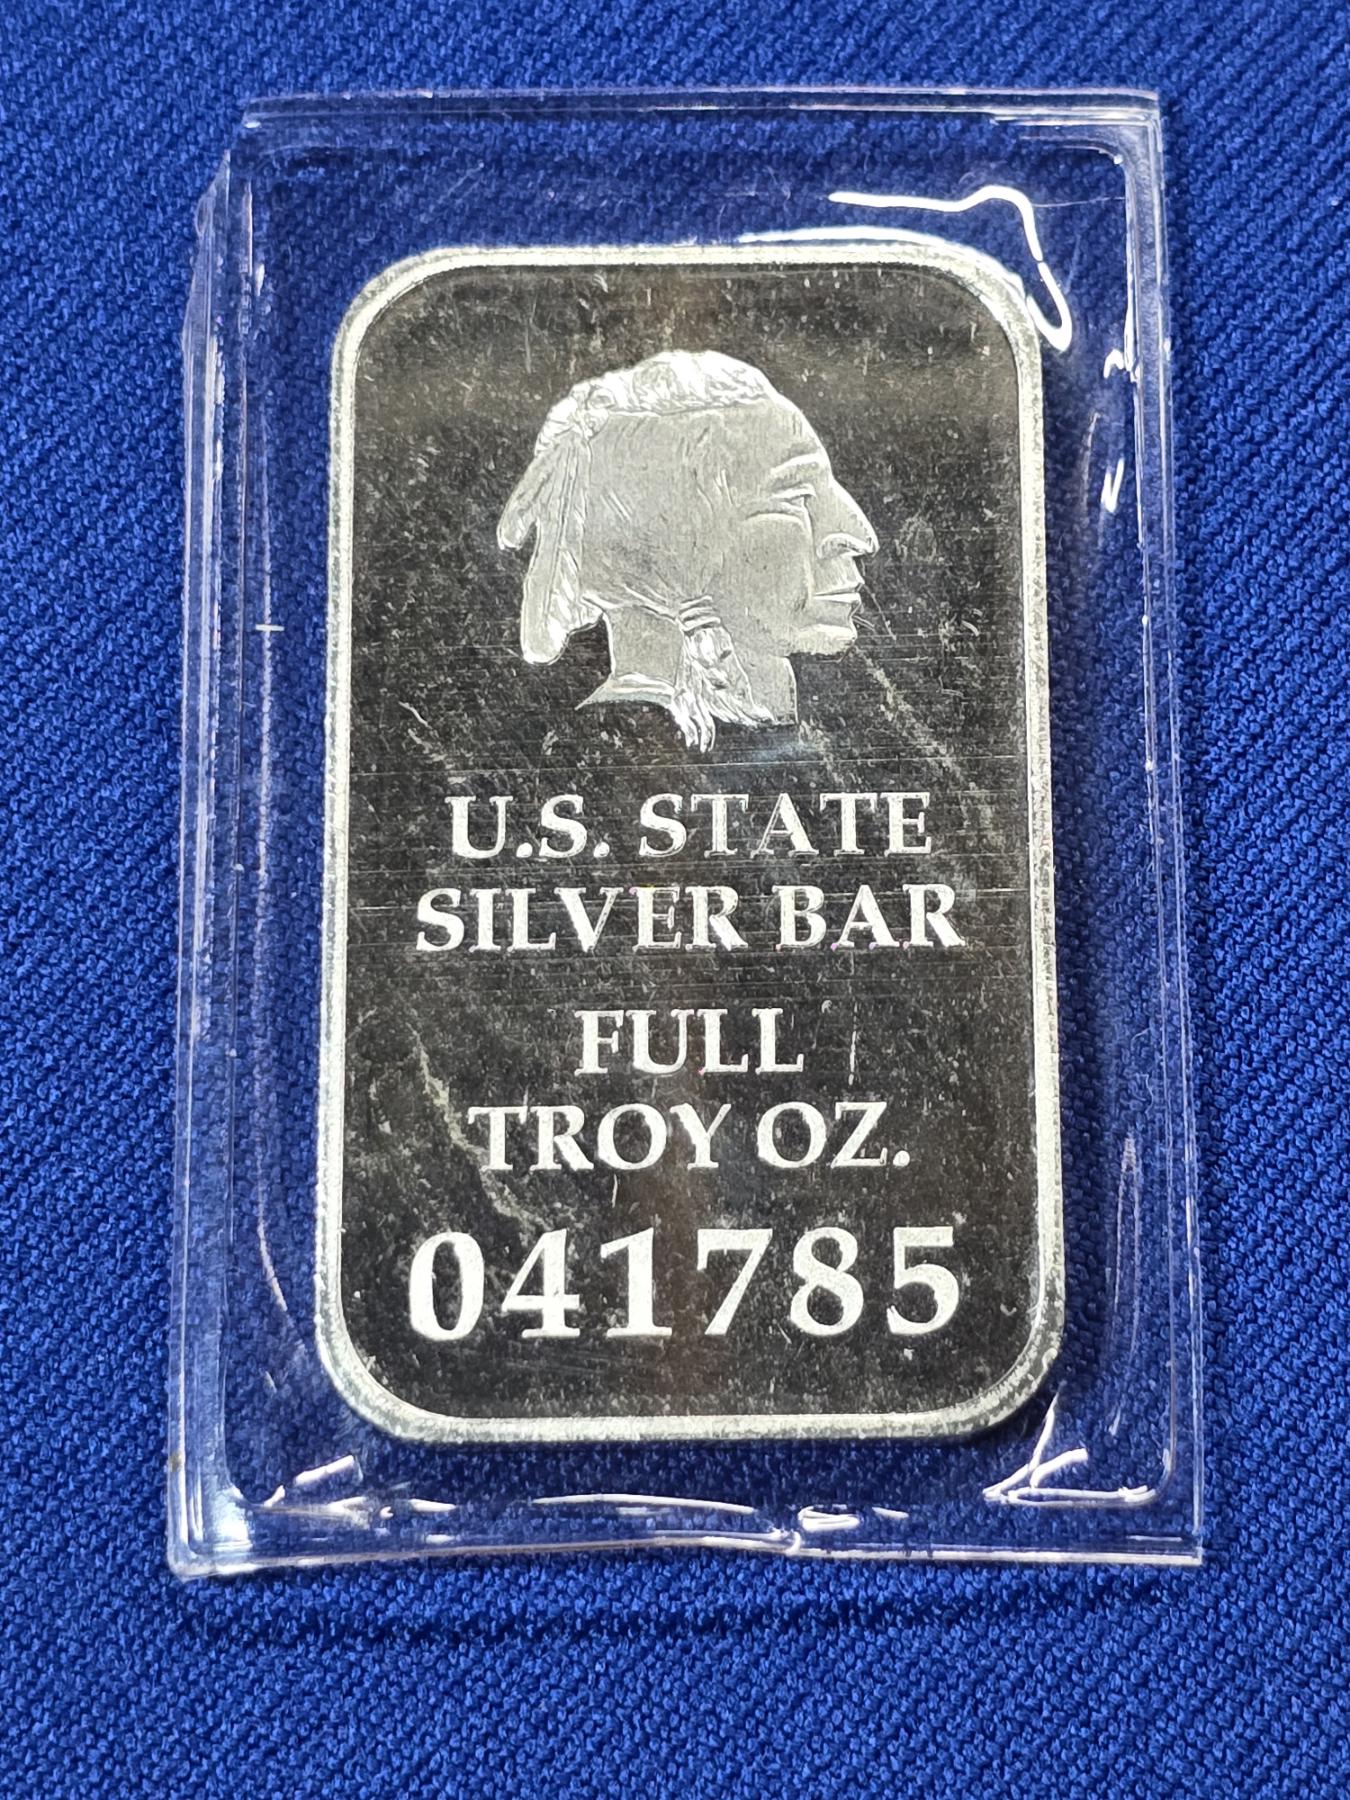 U.S. STATE
SILVER BAR
FULL
TROY OZ.
041785